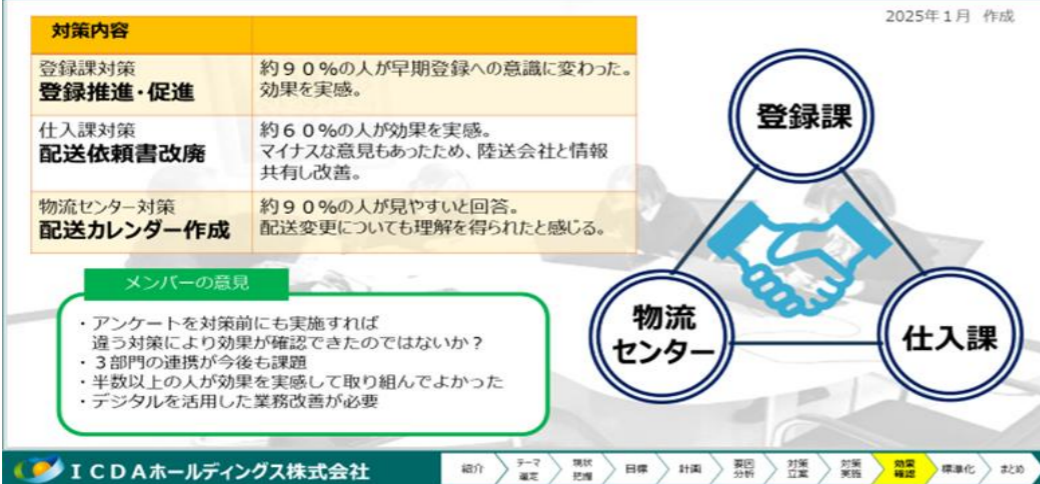 2025年1月 作成
対策内容
登録課対策
登録推進・促進
約９０%の人が早期登録への意識に変わった。
効果を実感。
仕入課対策
配送依頼書改廃
約６０%の人が効果を実感。
マイナスな意見もあったため、陸送会社と情報
共有し改善。
物流センター対策
配送カレンダー作成
約９０%の人が見やすいと回答。
配送変更についても理解を得られたと感じる。
メンバーの意見
・アンケートを対策前にも実施すれば
違う対策により効果が確認できたのではないか？
・３部門の連携が今後も課題
・半数以上の人が効果を実感して取り組んでよかった
・デジタルを活用した業務改善が必要
登録課
物流
センター
仕入課
ＩＣＤAホールディングス株式会社
紹介
テーマ
選定
現状
把握
目標
計画
要因
分析
対策
立案
対策
実施
効果
確認
標準化
まとめ